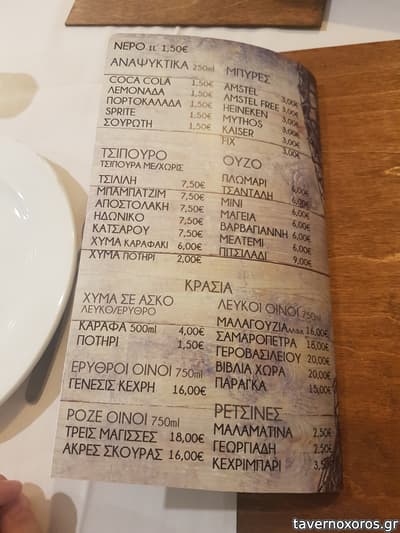 ΝΕΡΟ 1L 1,50€
ΑΝΑΨΥΚΤΙΚΑ 250ml
COCA COLA 1,50€
ΛΕΜΟΝΑΔΑ 1,50€
ΠΟΡΤΟΚΑΛΑΔΑ 1,50€
SPRITE 1,50€
ΣΟΥΡΩΤΗ 1,50€
ΜΠΥΡΕΣ
AMSTEL 3,00€
AMSTEL FREE 3,00€
HEINEKEN 3,00€
MYTHOS 3,00€
KAISER 3,00€
FIX 3,00€
ΤΣΙΠΟΥΡΟ
ΤΣΙΠΟΥΡΑ ΜΕ/ΧΩΡΙΣ
ΤΣΙΛΙΛΗ 7,50€
ΜΠΑΜΠΑΤΖΙΜ 7,50€
ΑΠΟΣΤΟΛΑΚΗ 7,50€
ΗΔΩΝΙΚΟ 7,50€
ΚΑΤΣΑΡΟΥ 7,50€
ΧΥΜΑ ΚΑΡΑΦΑΚΙ 6,00€
ΧΥΜΑ ΠΟΤΗΡΙ 2,00€
ΟΥΖΟ
ΠΛΩΜΑΡΙ 6,00€
ΤΣΑΝΤΑΛΗ 6,00€
ΜΙΝΙ 6,00€
ΜΑΓΕΙΑ 6,00€
ΒΑΡΒΑΓΙΑΝΝΗ 6,00€
ΜΕΛΤΕΜΙ 6,00€
ΠΙΤΣΙΛΑΔΙ 9,00€
ΚΡΑΣΙΑ
ΧΥΜΑ ΣΕ ΑΣΚΟ
ΛΕΥΚΟ/ΕΡΥΘΡΟ
ΚΑΡΑΦΑ 500ml 4,00€
ΠΟΤΗΡΙ 1,50€
ΕΡΥΘΡΟΙ ΟΙΝΟΙ 750ml
ΓΕΝΕΣΙΣ ΚΕΧΡΗ 16,00€
ΡΟΖΕ ΟΙΝΟΙ 750ml
ΤΡΕΙΣ ΜΑΓΙΣΣΕΣ 18,00€
ΑΚΡΕΣ ΣΚΟΥΡΑΣ 16,00€
ΛΕΥΚΟΙ ΟΙΝΟΙ 750ml
ΜΑΛΑΓΟΥΖΙΑ 16,00€
ΣΑΜΑΡΟΠΕΤΡΑ 18,00€
ΓΕΡΟΒΑΣΙΛΕΙΟΥ 20,00€
ΒΙΒΛΙΑ ΧΩΡΑ 20,00€
ΠΑΡΑΓΚΑ 15,00€
ΡΕΤΣΙΝΕΣ
ΜΑΛΑΜΑΤΙΝΑ 2,50€
ΓΕΩΡΓΙΑΔΗ 2,50€
ΚΕΧΡΙΜΠΑΡΙ 3,50€
tavernoxoros.gr